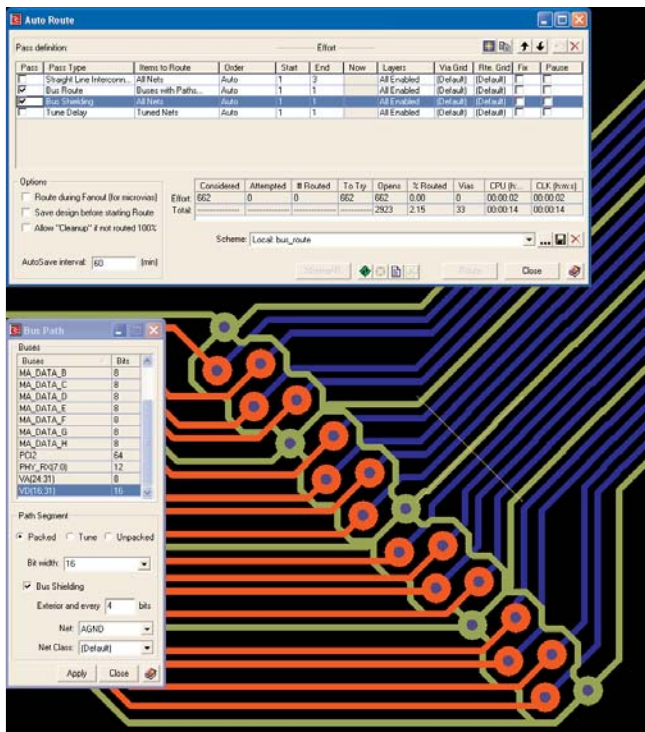 Auto Route
Pass definition:
Effort
Pass Pass Type Items to Route Order Start End Now Layers Via Grid Rte. Grid Fix Pause
Straight Line Interconn... All Nets Auto 1 3 All Enabled (Default) (Default)
Bus Route Buses with Paths... Auto 1 1 All Enabled (Default) (Default)
Bus Shielding All Nets Auto 1 1 All Enabled (Default) (Default)
Tune Delay Tuned Nets Auto 1 1 All Enabled (Default) (Default)
Options
Route during Fanout (for microvias)
Save design before starting Route
Allow "Cleanup" if not routed 100%
AutoSave interval: 60 (min)
Considered Attempted # Routed To Try Opens % Routed Vias CPU (h:... CLK (h:m:s)
Effort: 662 0 0 662 662 0.00 0 00:00:02 00:00:02
Total: 2923 2.15 33 00:00:14 00:00:14
Scheme: Local: bus_route
...
Route
Close
Bus Path
Buses
Buses Bits
MA_DATA_B 8
MA_DATA_C 8
MA_DATA_D 8
MA_DATA_E 8
MA_DATA_F 8
MA_DATA_G 8
MA_DATA_H 8
PCI2 64
PHY_RX(7:0) 12
VA(24:31) 8
VD(16:31) 16
Path Segment
Packed Tune Unpacked
Bit width: 16
Bus Shielding
Exterior and every 4 bits
Net: AGND
Net Class: (Default)
Apply Close